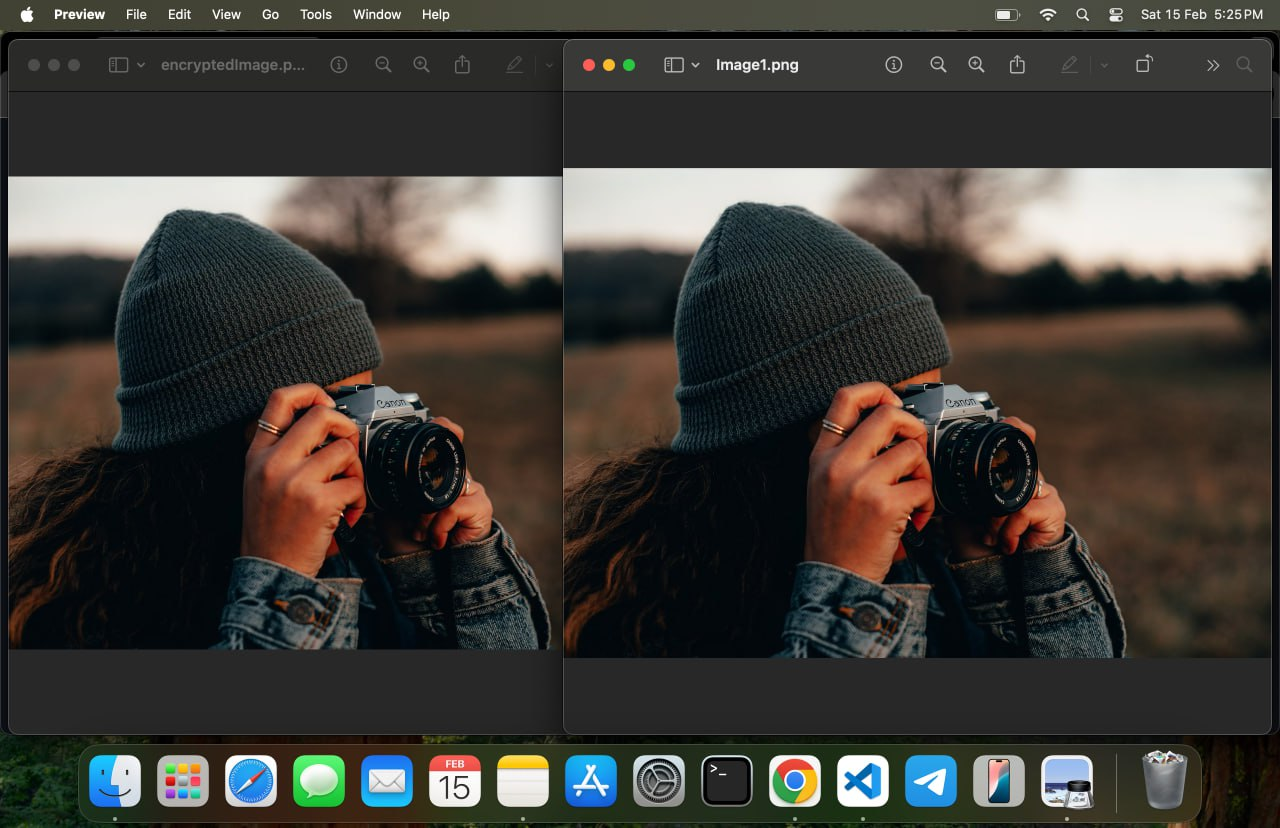 Preview File Edit View Go Tools Window Help Sat 15 Feb 5:25 PM
encryptedImage.p...
Image1.png
Canon
Canon
FEB
15
>_